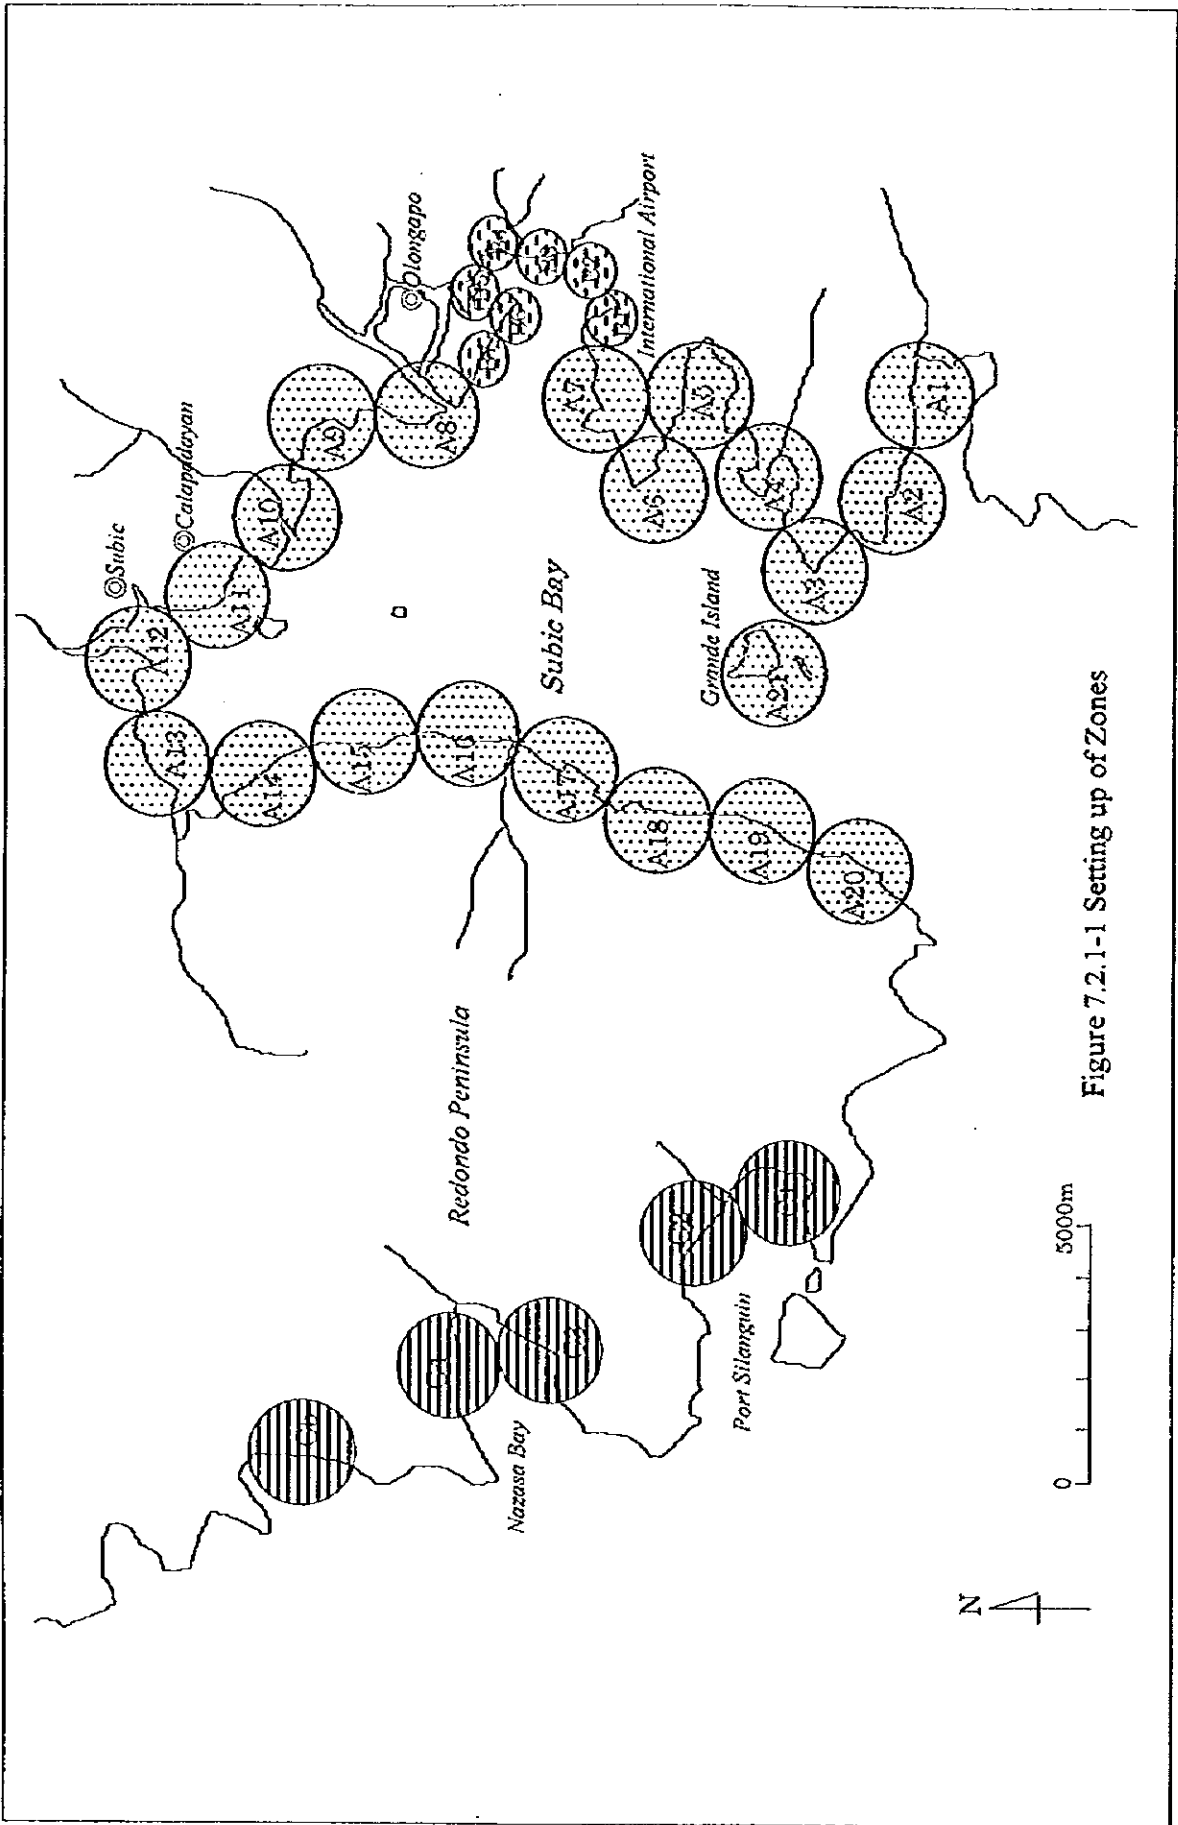 Subic
Calapadayan
Olongapo
International Airport
Subic Bay
Grande Island
Redondo Peninsula
Nazasa Bay
Port Silanguin
A1
A2
A3
A4
A5
A6
A7
A8
A9
A10
A11
A12
A13
A14
A15
A16
A17
A18
A19
A20
A21
N
0 5000m
Figure 7.2.1-1 Setting up of Zones